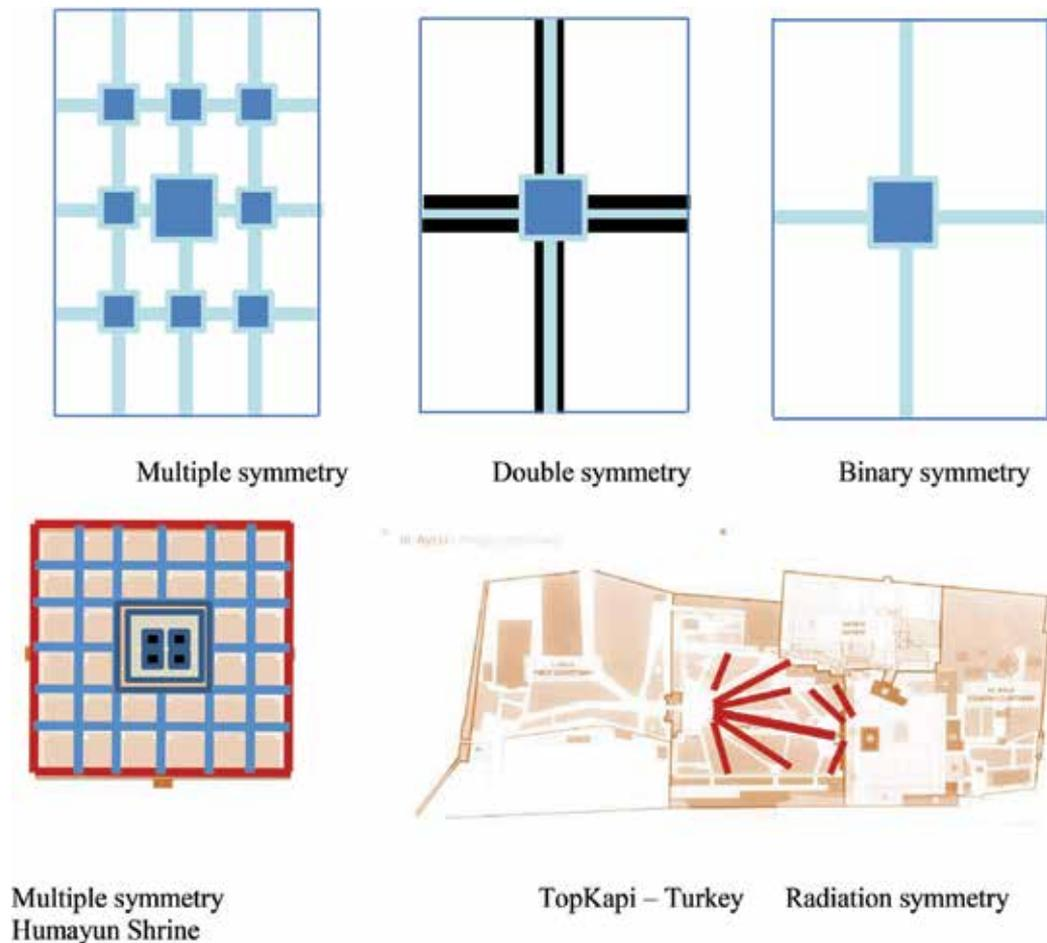 Multiple symmetry
Double symmetry
Binary symmetry
Multiple symmetry
Humayun Shrine
TopKapi – Turkey
Radiation symmetry